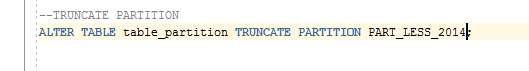 --TRUNCATE PARTITION
ALTER TABLE table_partition TRUNCATE PARTITION PART_LESS_2014;